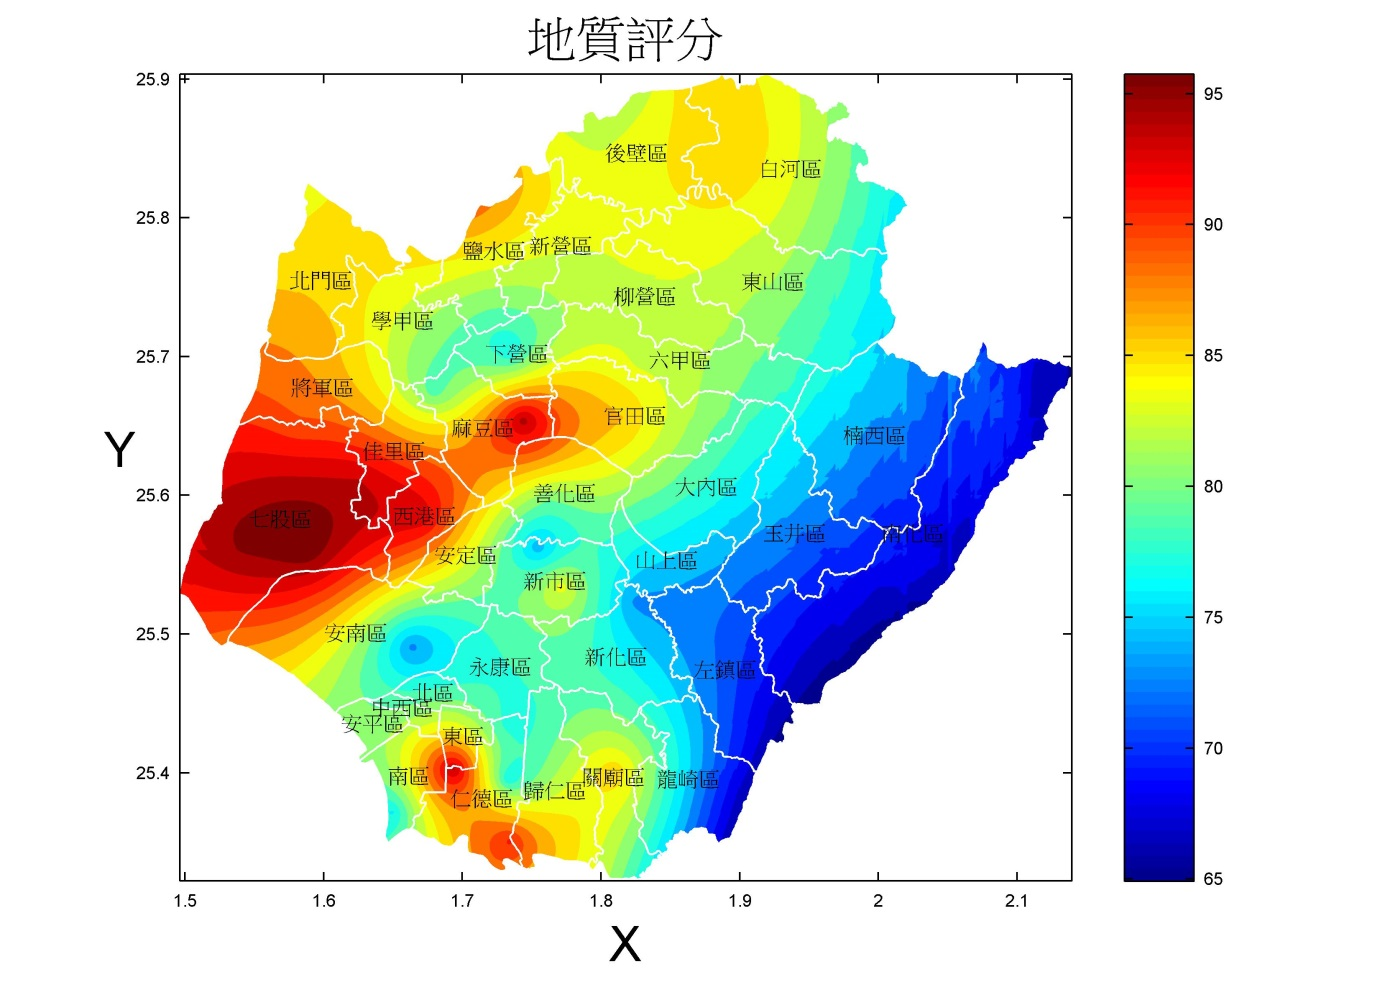 地質評分
25.9
25.8
25.7
25.6
25.5
25.4
Y
1.5 1.6 1.7 1.8 1.9 2 2.1
X
95
90
85
80
75
70
65
後壁區
白河區
鹽水區 新營區
北門區
東山區
柳營區
學甲區
下營區
六甲區
將軍區
官田區
麻豆區
楠西區
佳里區
大內區
善化區
七股區
西港區
玉井區
南化區
安定區
山上區
新市區
安南區
新化區
永康區
左鎮區
北區
中西區
安平區
東區
南區
關廟區
龍崎區
歸仁區
仁德區